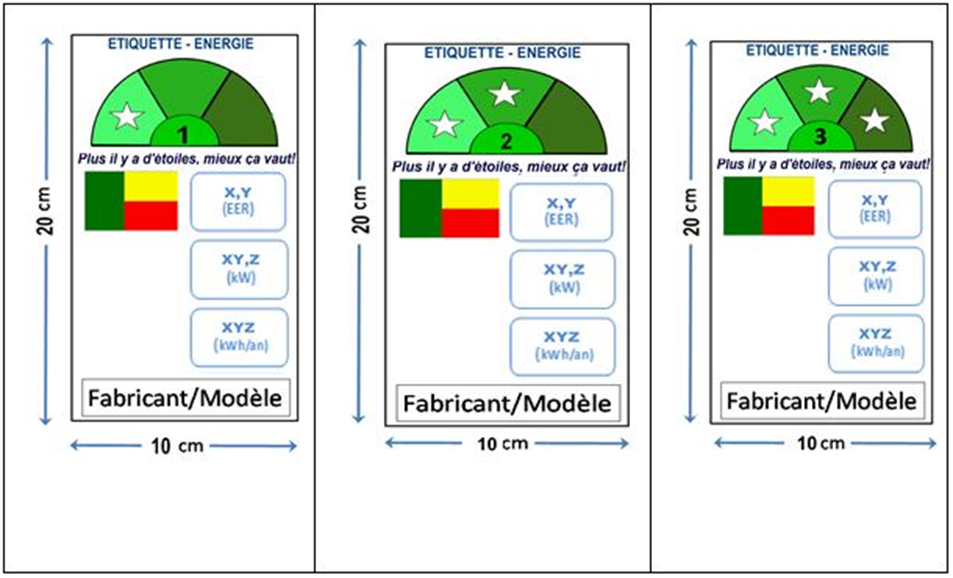 ETIQUETTE - ENERGIE
1
Plus il y a d'étoiles, mieux ça vaut!
X,Y
(EER)
XY,Z
(kW)
XYZ
(kWh/an)
Fabricant/Modèle
20 cm
10 cm
ETIQUETTE - ENERGIE
2
Plus il y a d'étoiles, mieux ça vaut!
X,Y
(EER)
XY,Z
(kW)
XYZ
(kWh/an)
Fabricant/Modèle
20 cm
10 cm
ETIQUETTE - ENERGIE
3
Plus il y a d'étoiles, mieux ça vaut!
X,Y
(EER)
XY,Z
(kW)
XYZ
(kWh/an)
Fabricant/Modèle
20 cm
10 cm